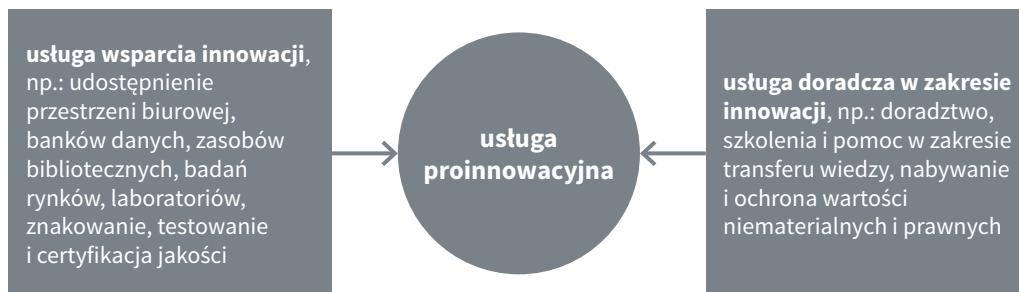 usługa wsparcia innowacji,
np.: udostępnienie
przestrzeni biurowej,
banków danych, zasobów
bibliotecznych, badań
rynków, laboratoriów,
znakowanie, testowanie
i certyfikacja jakości
usługa
proinnowacyjna
usługa doradcza w zakresie
innowacji, np.: doradztwo,
szkolenia i pomoc w zakresie
transferu wiedzy, nabywanie
i ochrona wartości
niematerialnych i prawnych